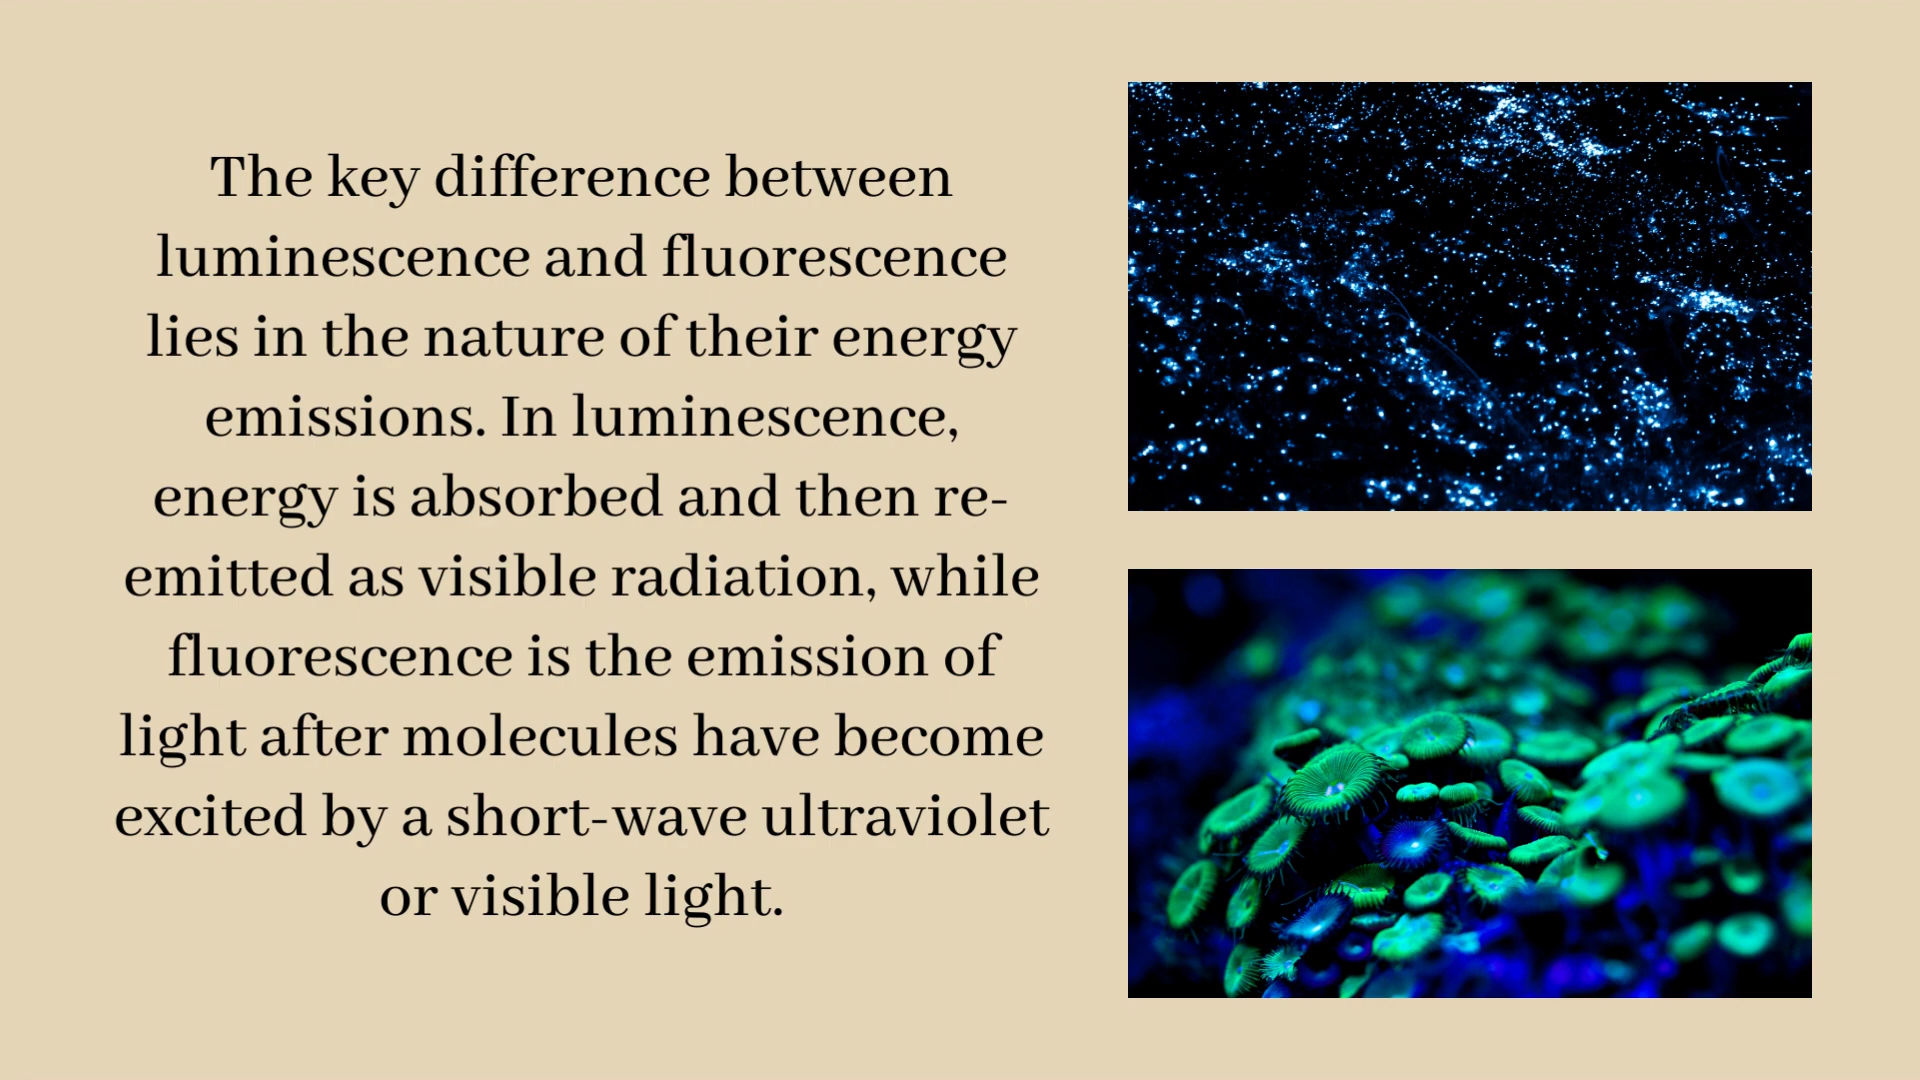 The key difference between
luminescence and fluorescence
lies in the nature of their energy
emissions. In luminescence,
energy is absorbed and then re-
emitted as visible radiation, while
fluorescence is the emission of
light after molecules have become
excited by a short-wave ultraviolet
or visible light.